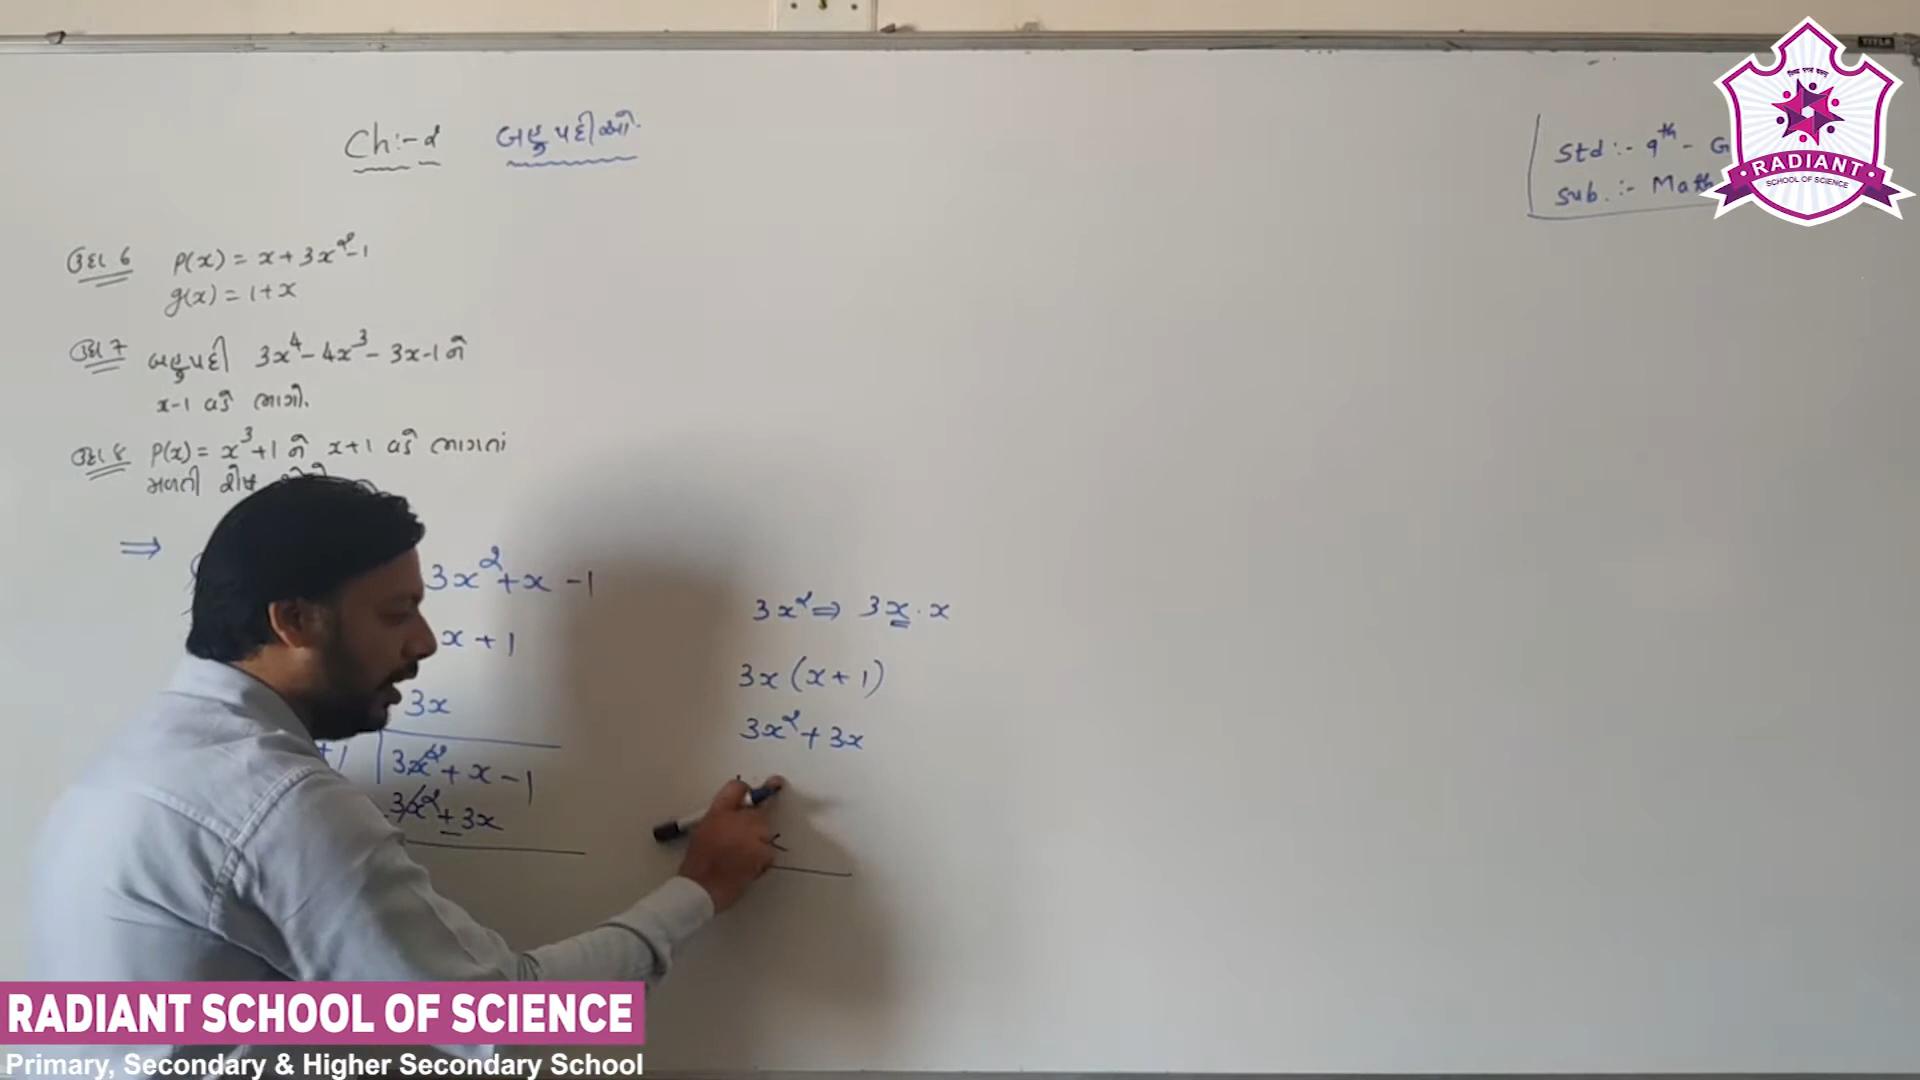 Ch:-2 બહુપદીઓ.
Std :- 9th - G
Sub. :- Math
RADIANT
SCHOOL OF SCIENCE
TITLE
ઉદા 6 P(x) = x + 3x² - 1
g(x) = 1 + x
ઉદા 7 બહુપદી 3x⁴ - 4x³ - 3x - 1 ને
x-1 વડે ભાગો.
ઉદા 8 P(x) = x³ + 1 ને x + 1 વડે ભાગતાં
મળતી શેષ
⇒ 3x² + x - 1
x + 1
3x
+1 3x² + x - 1
3x² + 3x
3x² ⇒ 3x · x
3x (x + 1)
3x² + 3x
RADIANT SCHOOL OF SCIENCE
Primary, Secondary & Higher Secondary School